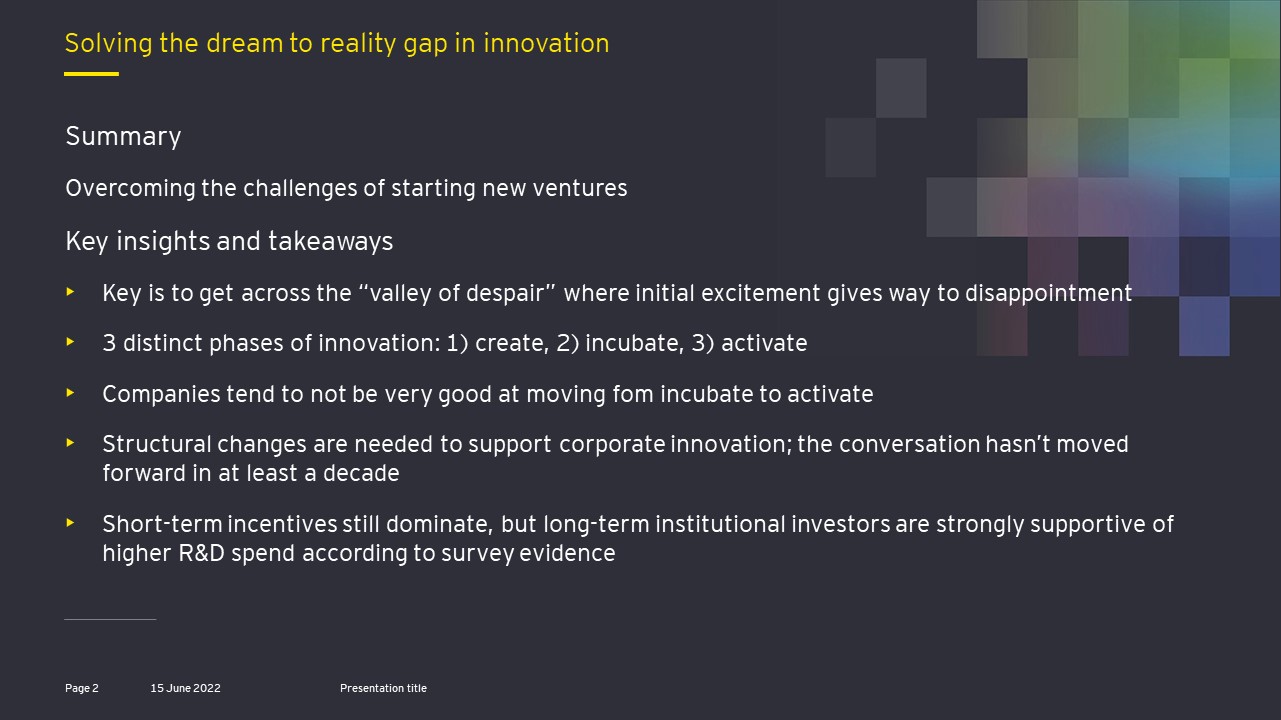 Solving the dream to reality gap in innovation
Summary
Overcoming the challenges of starting new ventures
Key insights and takeaways
Key is to get across the “valley of despair” where initial excitement gives way to disappointment
3 distinct phases of innovation: 1) create, 2) incubate, 3) activate
Companies tend to not be very good at moving fom incubate to activate
Structural changes are needed to support corporate innovation; the conversation hasn’t moved
forward in at least a decade
Short-term incentives still dominate, but long-term institutional investors are strongly supportive of
higher R&D spend according to survey evidence
Page 2 15 June 2022 Presentation title